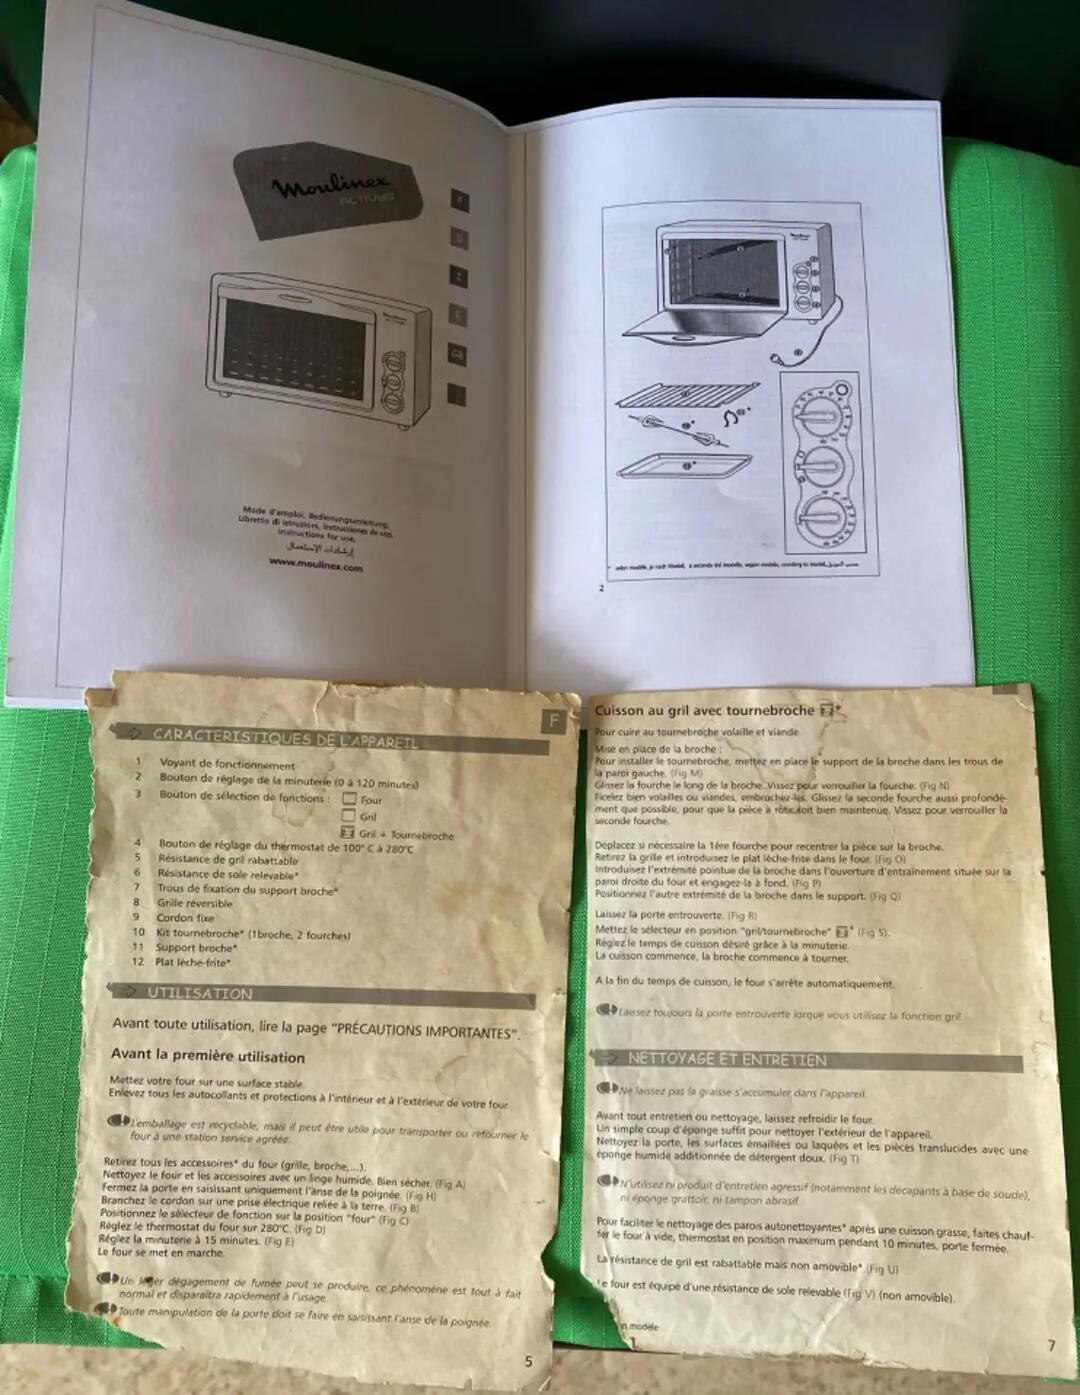 Moulinex
ACTIVEO
F
D
I
E
GB
Mode d'emploi, Bedienungsanleitung,
Libretto di istruzioni, Instrucciones de uso,
Instructions for use,
إرشادات الإستعمال
www.moulinex.com
Moulinex
Moulinex
* selon modèle, je nach Modell, a seconda del modello, según modelo, according to model,
2
F
CARACTERISTIQUES DE L'APPAREIL
1 Voyant de fonctionnement
2 Bouton de réglage de la minuterie (0 à 120 minutes)
3 Bouton de sélection de fonctions : Four
Gril
Gril + Tournebroche
4 Bouton de réglage du thermostat de 100° C à 280°C
5 Résistance de gril rabattable
6 Résistance de sole relevable*
7 Trous de fixation du support broche*
8 Grille réversible
9 Cordon fixe
10 Kit tournebroche* (1broche, 2 fourches)
11 Support broche*
12 Plat lèche-frite*
UTILISATION
Avant toute utilisation, lire la page "PRÉCAUTIONS IMPORTANTES".
Avant la première utilisation
Mettez votre four sur une surface stable.
Enlevez tous les autocollants et protections à l'intérieur et à l'extérieur de votre four.
L'emballage est recyclable, mais il peut être utile pour transporter ou retourner le
four à une station service agréée.
Retirez tous les accessoires* du four (grille, broche,...).
Nettoyez le four et les accessoires avec un linge humide. Bien sécher. (Fig A)
Fermez la porte en saisissant uniquement l'anse de la poignée. (Fig H)
Branchez le cordon sur une prise électrique reliée à la terre. (Fig B)
Positionnez le sélecteur de fonction sur la position "four" (Fig C)
Réglez le thermostat du four sur 280°C. (Fig D)
Réglez la minuterie à 15 minutes. (Fig E)
Le four se met en marche.
Un léger dégagement de fumée peut se produire, ce phénomène est tout à fait
normal et disparaîtra rapidement à l'usage.
Toute manipulation de la porte doit se faire en saisissant l'anse de la poignée.
5
Cuisson au gril avec tournebroche *
Pour cuire au tournebroche volaille et viande.
Mise en place de la broche :
Pour installer le tournebroche, mettez en place le support de la broche dans les trous de
la paroi gauche. (Fig M)
Glissez la fourche le long de la broche. Vissez pour verrouiller la fourche. (Fig N)
Ficelez bien volailles ou viandes, embrochez-les. Glissez la seconde fourche aussi profondé-
ment que possible, pour que la pièce à rôtir soit bien maintenue. Vissez pour verrouiller la
seconde fourche.
Déplacez si nécessaire la 1ère fourche pour recentrer la pièce sur la broche.
Retirez la grille et introduisez le plat lèche-frite dans le four. (Fig O)
Introduisez l'extrémité pointue de la broche dans l'ouverture d'entraînement située sur la
paroi droite du four et engagez-la à fond. (Fig P)
Positionnez l'autre extrémité de la broche dans le support. (Fig Q)
Laissez la porte entrouverte. (Fig R)
Mettez le sélecteur en position "gril/tournebroche" * (Fig S).
Réglez le temps de cuisson désiré grâce à la minuterie.
La cuisson commence, la broche commence à tourner.
A la fin du temps de cuisson, le four s'arrête automatiquement.
Laissez toujours la porte entrouverte lorsque vous utilisez la fonction gril.
NETTOYAGE ET ENTRETIEN
Ne laissez pas la graisse s'accumuler dans l'appareil.
Avant tout entretien ou nettoyage, laissez refroidir le four.
Un simple coup d'éponge suffit pour nettoyer l'extérieur de l'appareil.
Nettoyez la porte, les surfaces émaillées ou laquées et les pièces translucides avec une
éponge humide additionnée de détergent doux. (Fig T)
N'utilisez ni produit d'entretien agressif (notamment les décapants à base de soude),
ni éponge grattoir, ni tampon abrasif.
Pour faciliter le nettoyage des parois autonettoyantes* après une cuisson grasse, faites chauf-
fer le four à vide, thermostat en position maximum pendant 10 minutes, porte fermée.
La résistance de gril est rabattable mais non amovible*. (Fig U)
e four est équipé d'une résistance de sole relevable (Fig V) (non amovible).
n modèle
7